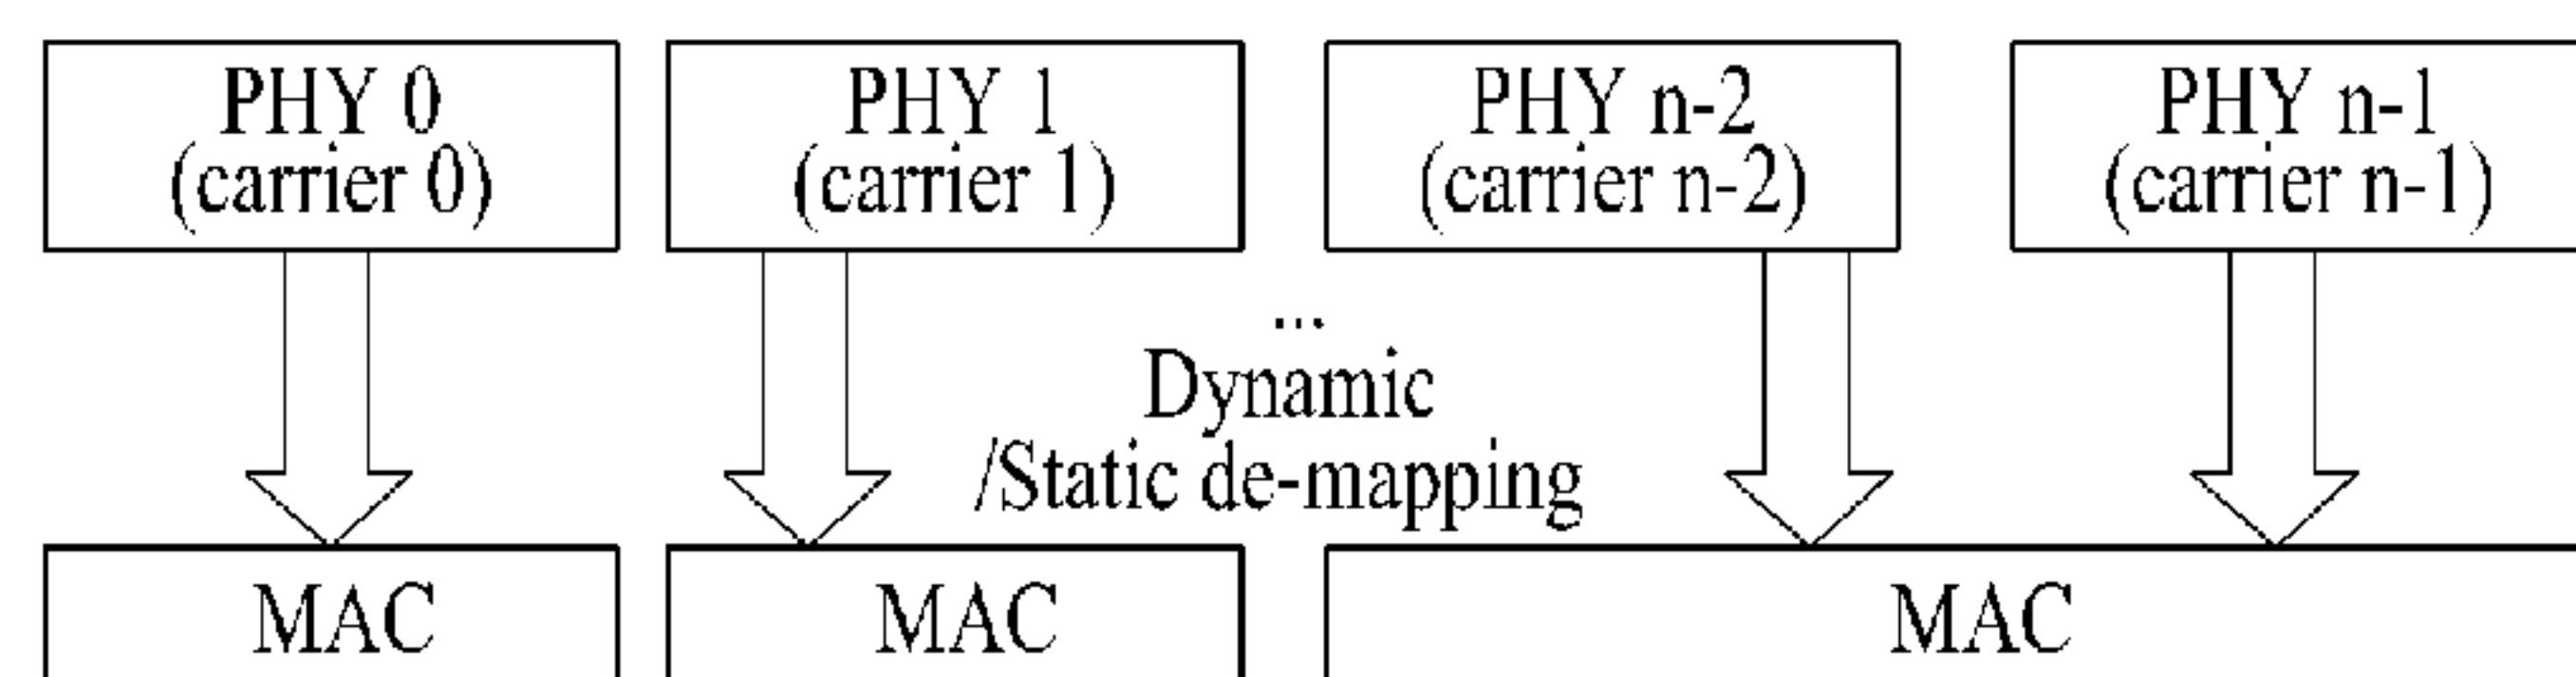 PHY 0
(carrier 0)
PHY 1
(carrier 1)
PHY n-2
(carrier n-2)
PHY n-1
(carrier n-1)
...
Dynamic
/Static de-mapping
MAC
MAC
MAC